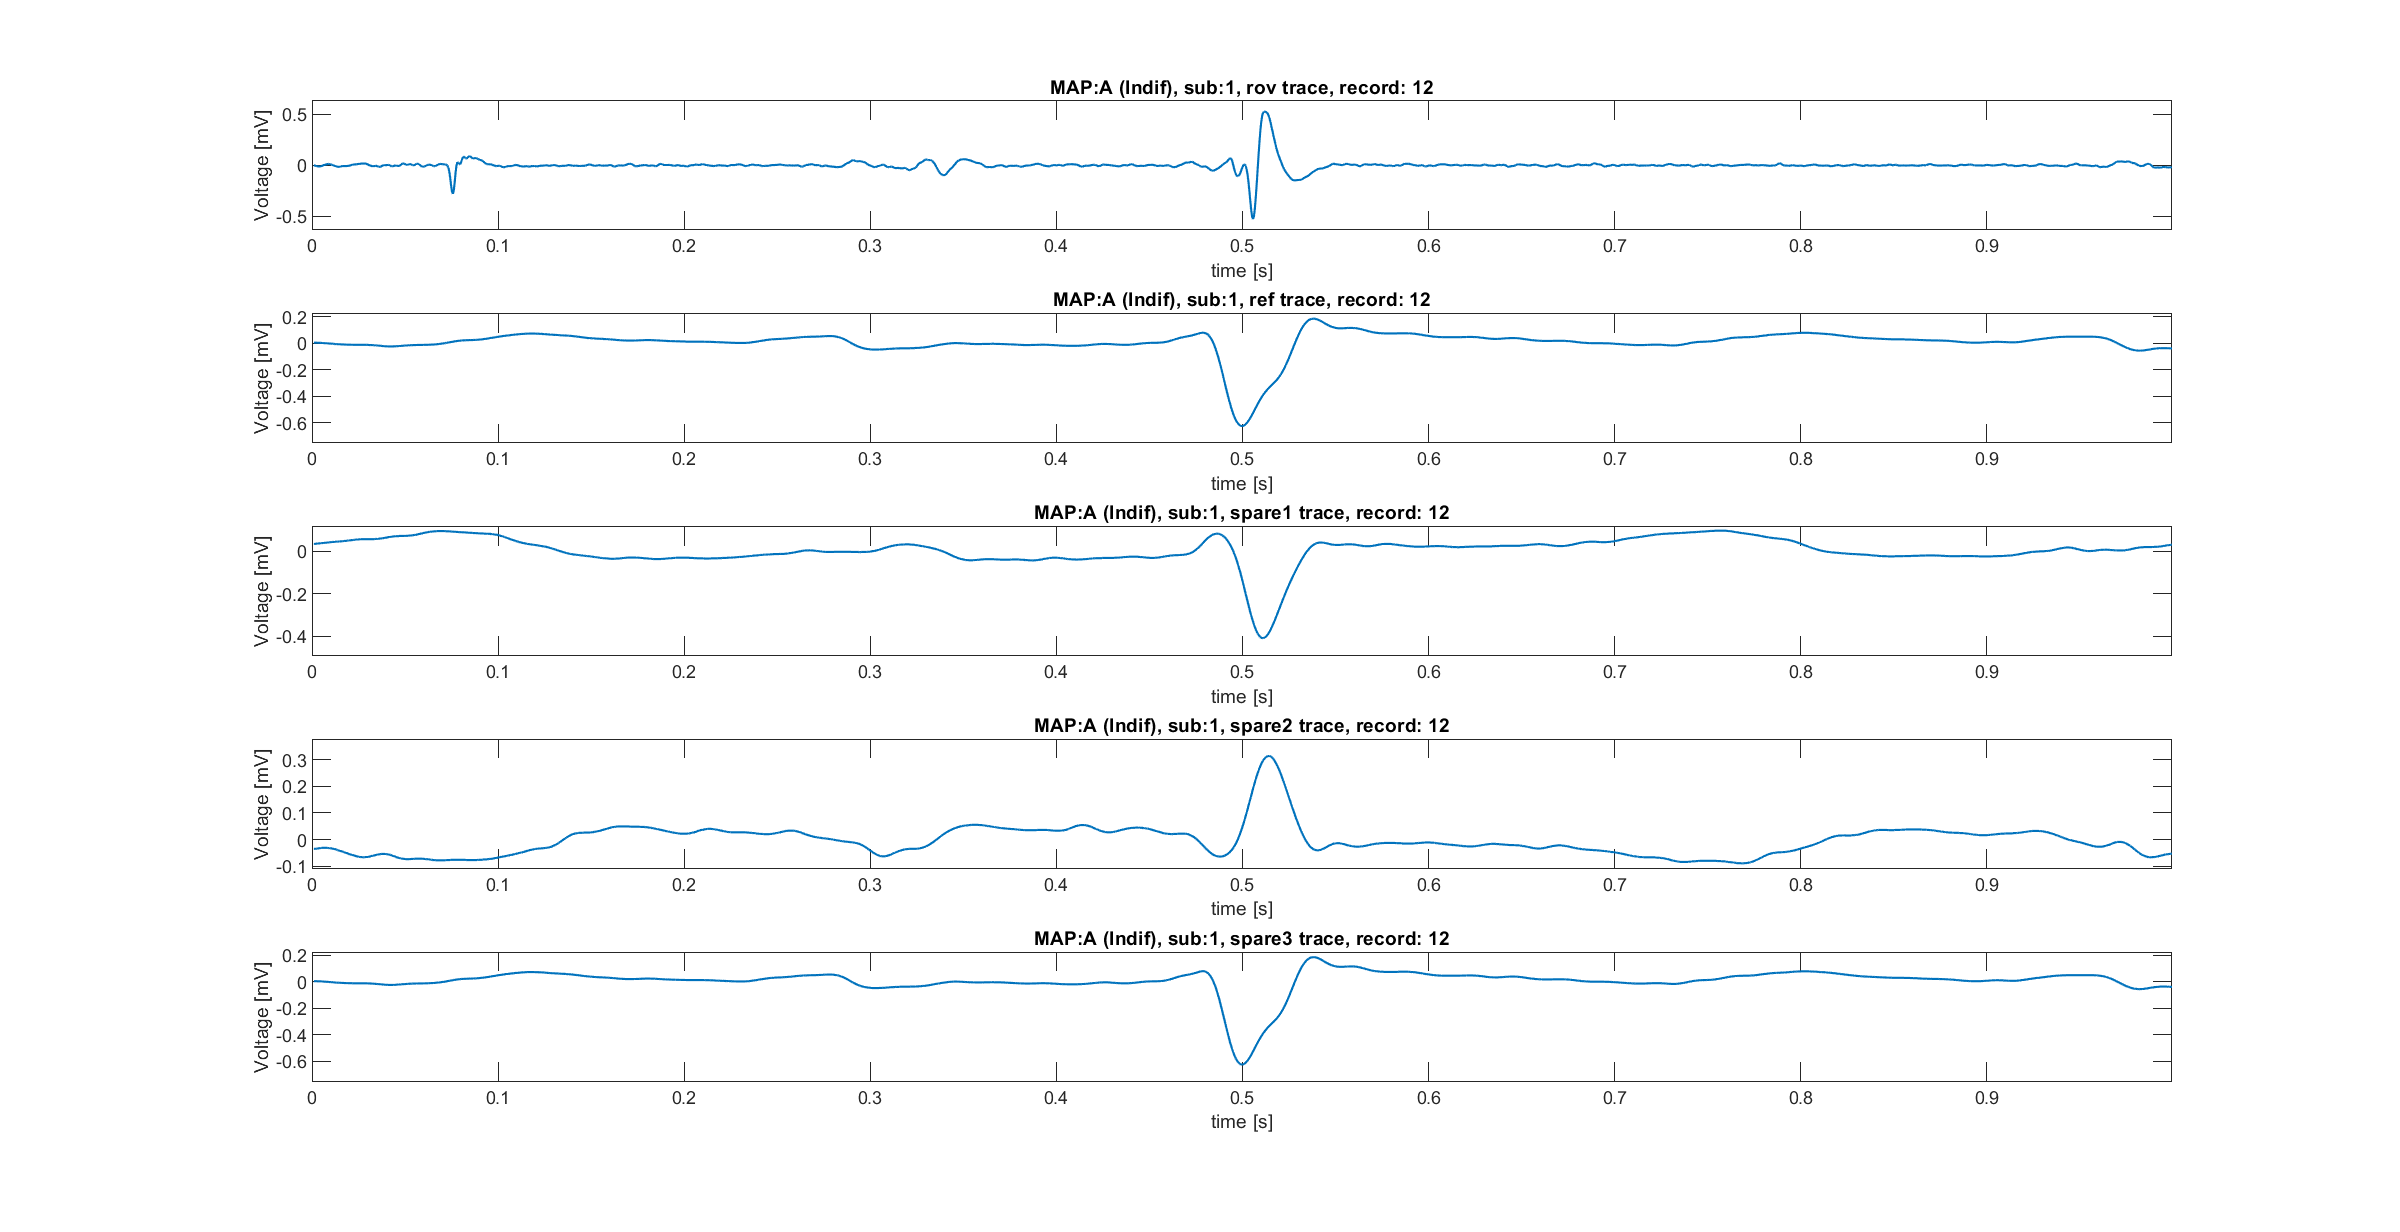 MAP:A (Indif), sub:1, rov trace, record: 12
Voltage [mV]
0.5
0
-0.5
0 0.1 0.2 0.3 0.4 0.5 0.6 0.7 0.8 0.9
time [s]
MAP:A (Indif), sub:1, ref trace, record: 12
Voltage [mV]
0.2
0
-0.2
-0.4
-0.6
0 0.1 0.2 0.3 0.4 0.5 0.6 0.7 0.8 0.9
time [s]
MAP:A (Indif), sub:1, spare1 trace, record: 12
Voltage [mV]
0
-0.2
-0.4
0 0.1 0.2 0.3 0.4 0.5 0.6 0.7 0.8 0.9
time [s]
MAP:A (Indif), sub:1, spare2 trace, record: 12
Voltage [mV]
0.3
0.2
0.1
0
-0.1
0 0.1 0.2 0.3 0.4 0.5 0.6 0.7 0.8 0.9
time [s]
MAP:A (Indif), sub:1, spare3 trace, record: 12
Voltage [mV]
0.2
0
-0.2
-0.4
-0.6
0 0.1 0.2 0.3 0.4 0.5 0.6 0.7 0.8 0.9
time [s]